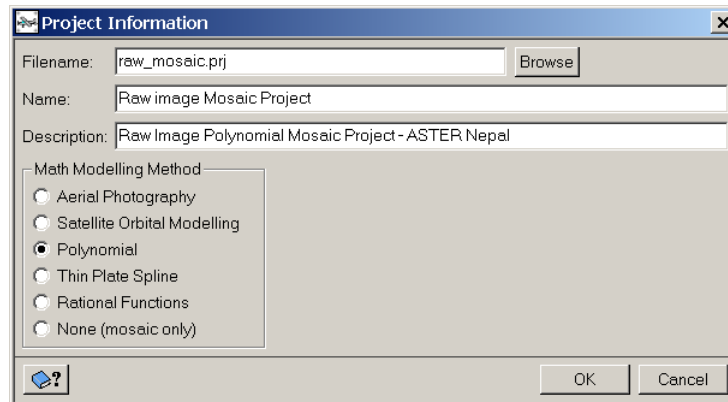 Project Information
Filename: raw_mosaic.prj Browse
Name: Raw image Mosaic Project
Description: Raw Image Polynomial Mosaic Project - ASTER Nepal
Math Modelling Method
Aerial Photography
Satellite Orbital Modelling
Polynomial
Thin Plate Spline
Rational Functions
None (mosaic only)
? OK Cancel